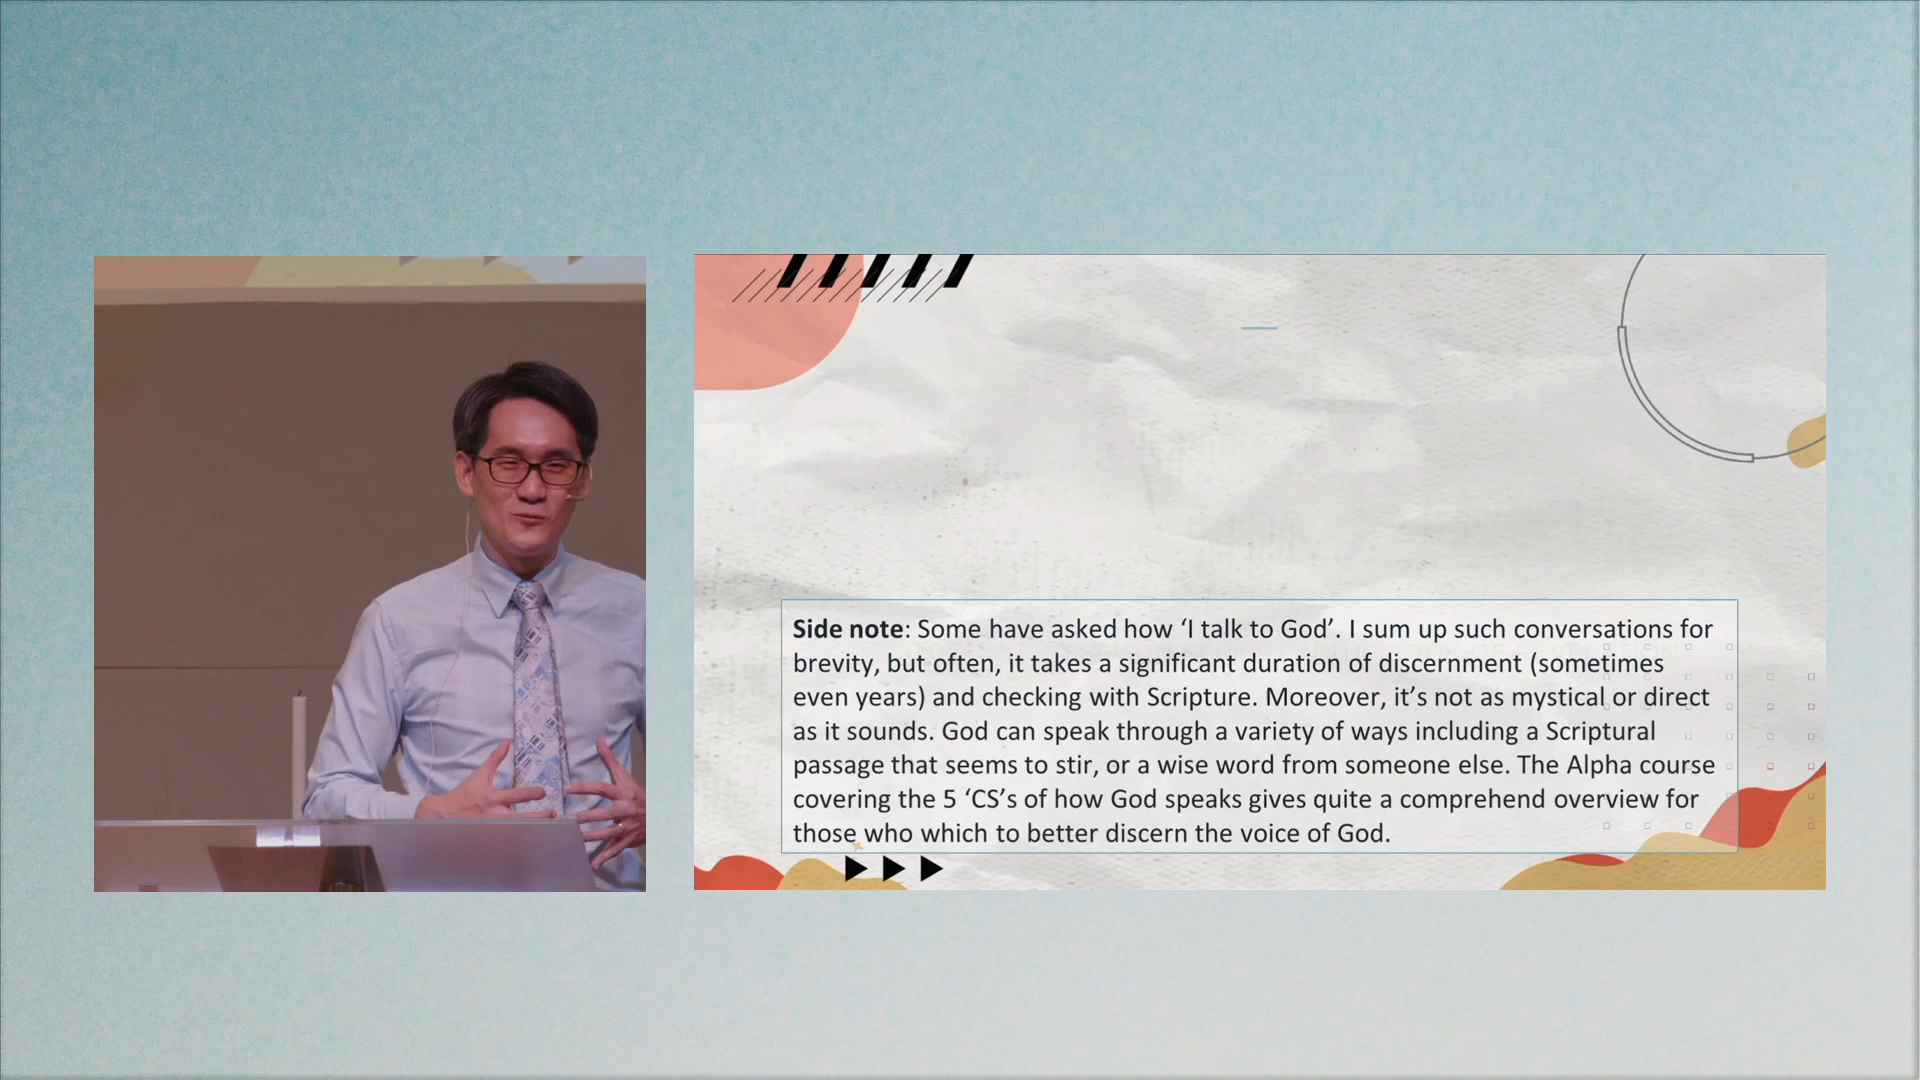 Side note: Some have asked how ‘I talk to God’. I sum up such conversations for
brevity, but often, it takes a significant duration of discernment (sometimes
even years) and checking with Scripture. Moreover, it’s not as mystical or direct
as it sounds. God can speak through a variety of ways including a Scriptural
passage that seems to stir, or a wise word from someone else. The Alpha course
covering the 5 ‘CS’s of how God speaks gives quite a comprehend overview for
those who which to better discern the voice of God.